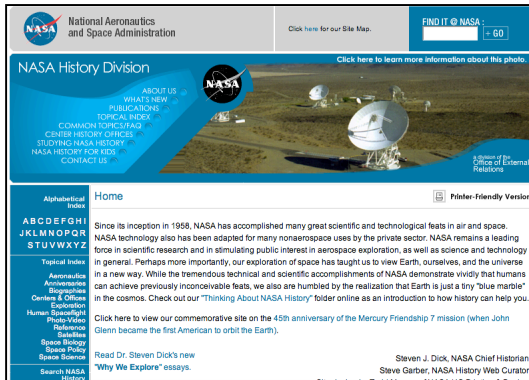 NASA
National Aeronautics
and Space Administration
Click here for our Site Map.
FIND IT @ NASA :
+ GO
Click here to learn more information about this photo.
NASA History Division
NASA
ABOUT US
WHAT'S NEW
PUBLICATIONS
TOPICAL INDEX
COMMON TOPICS/FAQ
CENTER HISTORY OFFICES
STUDYING NASA HISTORY
NASA HISTORY FOR KIDS
CONTACT US
a division of the
Office of External
Relations
Alphabetical
Index
A B C D E F G H I
J K L M N O P Q R
S T U V W X Y Z
Topical Index
Aeronautics
Anniversaries
Biographies
Centers & Offices
Exploration
Human Spaceflight
Photo-Video
Reference
Satellites
Space Biology
Space Policy
Space Science
Search NASA
History
Home
Printer-Friendly Version
Since its inception in 1958, NASA has accomplished many great scientific and technological feats in air and space.
NASA technology also has been adapted for many nonaerospace uses by the private sector. NASA remains a leading
force in scientific research and in stimulating public interest in aerospace exploration, as well as science and technology
in general. Perhaps more importantly, our exploration of space has taught us to view Earth, ourselves, and the universe
in a new way. While the tremendous technical and scientific accomplishments of NASA demonstrate vividly that humans
can achieve previously inconceivable feats, we also are humbled by the realization that Earth is just a tiny "blue marble"
in the cosmos. Check out our "Thinking About NASA History" folder online as an introduction to how history can help you.
Click here to view our commemorative site on the 45th anniversary of the Mercury Friendship 7 mission (when John
Glenn became the first American to orbit the Earth).
Read Dr. Steven Dick's new
"Why We Explore" essays.
Steven J. Dick, NASA Chief Historian
Steve Garber, NASA History Web Curator